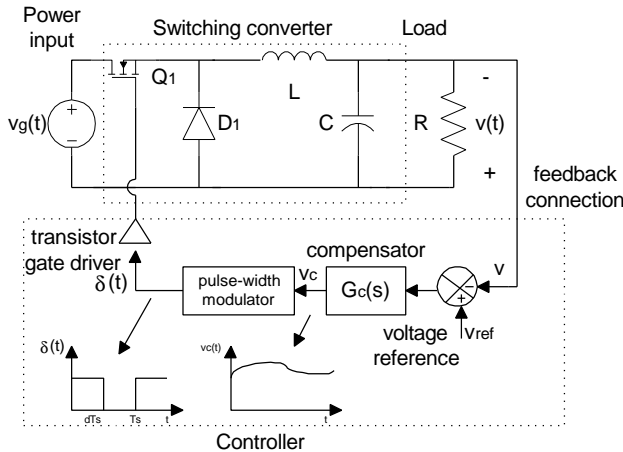 Power
input
Switching converter
Load
Q1
L
-
+
−
vg(t)
D1
C
R
v(t)
+
feedback
connection
transistor
gate driver
compensator
δ(t)
pulse-width
modulator
vc
Gc(s)
−
+
v
voltage
reference
vref
δ(t)
dTs
Ts
t
vc(t)
t
Controller